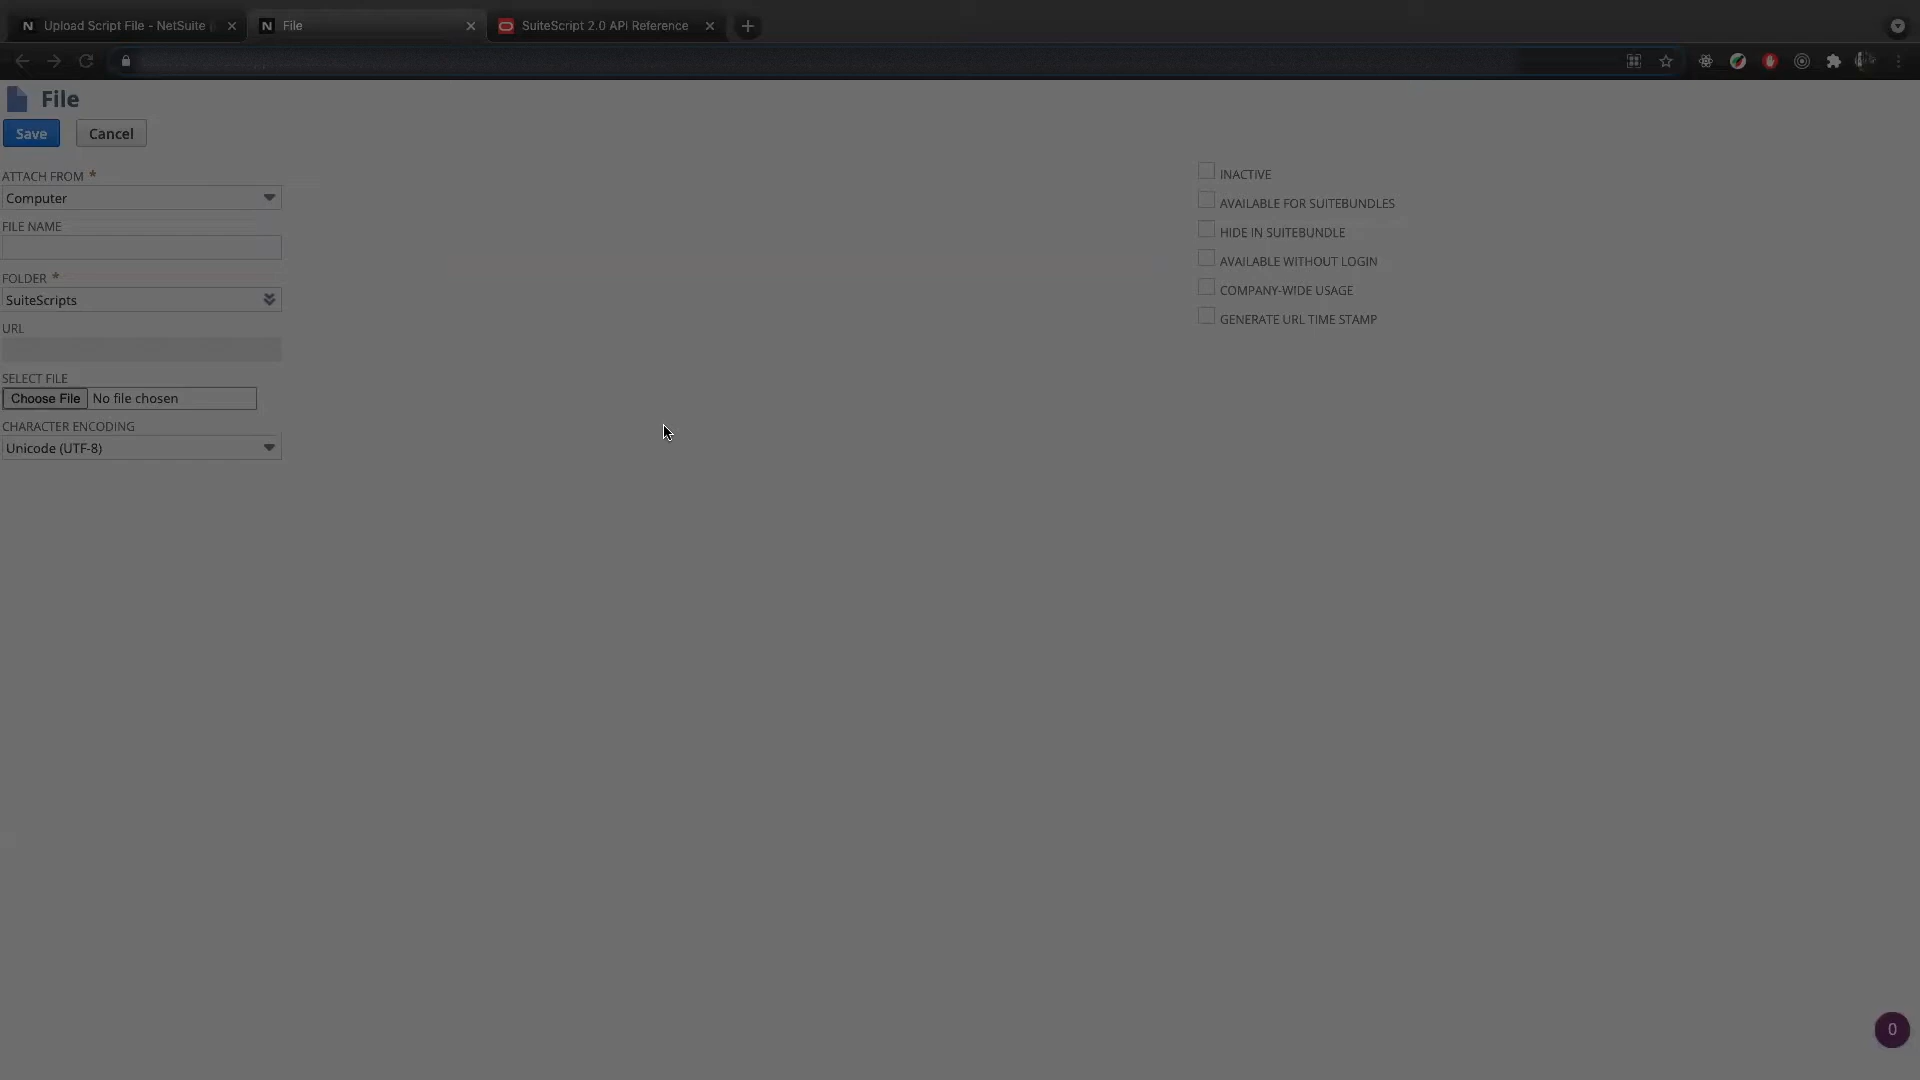 Upload Script File - NetSuite
File
SuiteScript 2.0 API Reference
File
Save
Cancel
ATTACH FROM *
Computer
FILE NAME
FOLDER *
SuiteScripts
URL
SELECT FILE
Choose File No file chosen
CHARACTER ENCODING
Unicode (UTF-8)
INACTIVE
AVAILABLE FOR SUITEBUNDLES
HIDE IN SUITEBUNDLE
AVAILABLE WITHOUT LOGIN
COMPANY-WIDE USAGE
GENERATE URL TIME STAMP
0